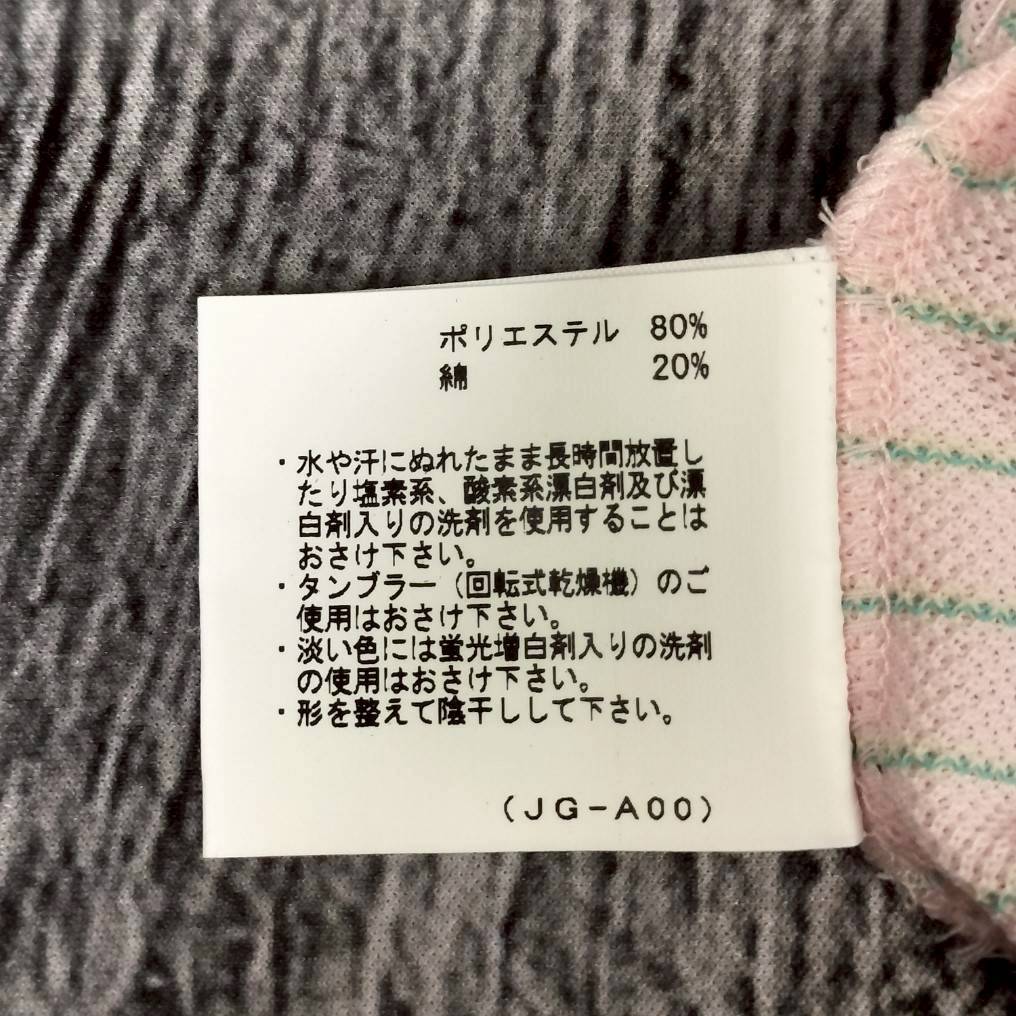 ポリエステル 80%
綿 20%
・水や汗にぬれたまま長時間放置し
たり塩素系、酸素系漂白剤及び漂
白剤入りの洗剤を使用することは
おさけ下さい。
・タンブラー（回転式乾燥機）のご
使用はおさけ下さい。
・淡い色には蛍光増白剤入りの洗剤
の使用はおさけ下さい。
・形を整えて陰干しして下さい。
（JG-A00）